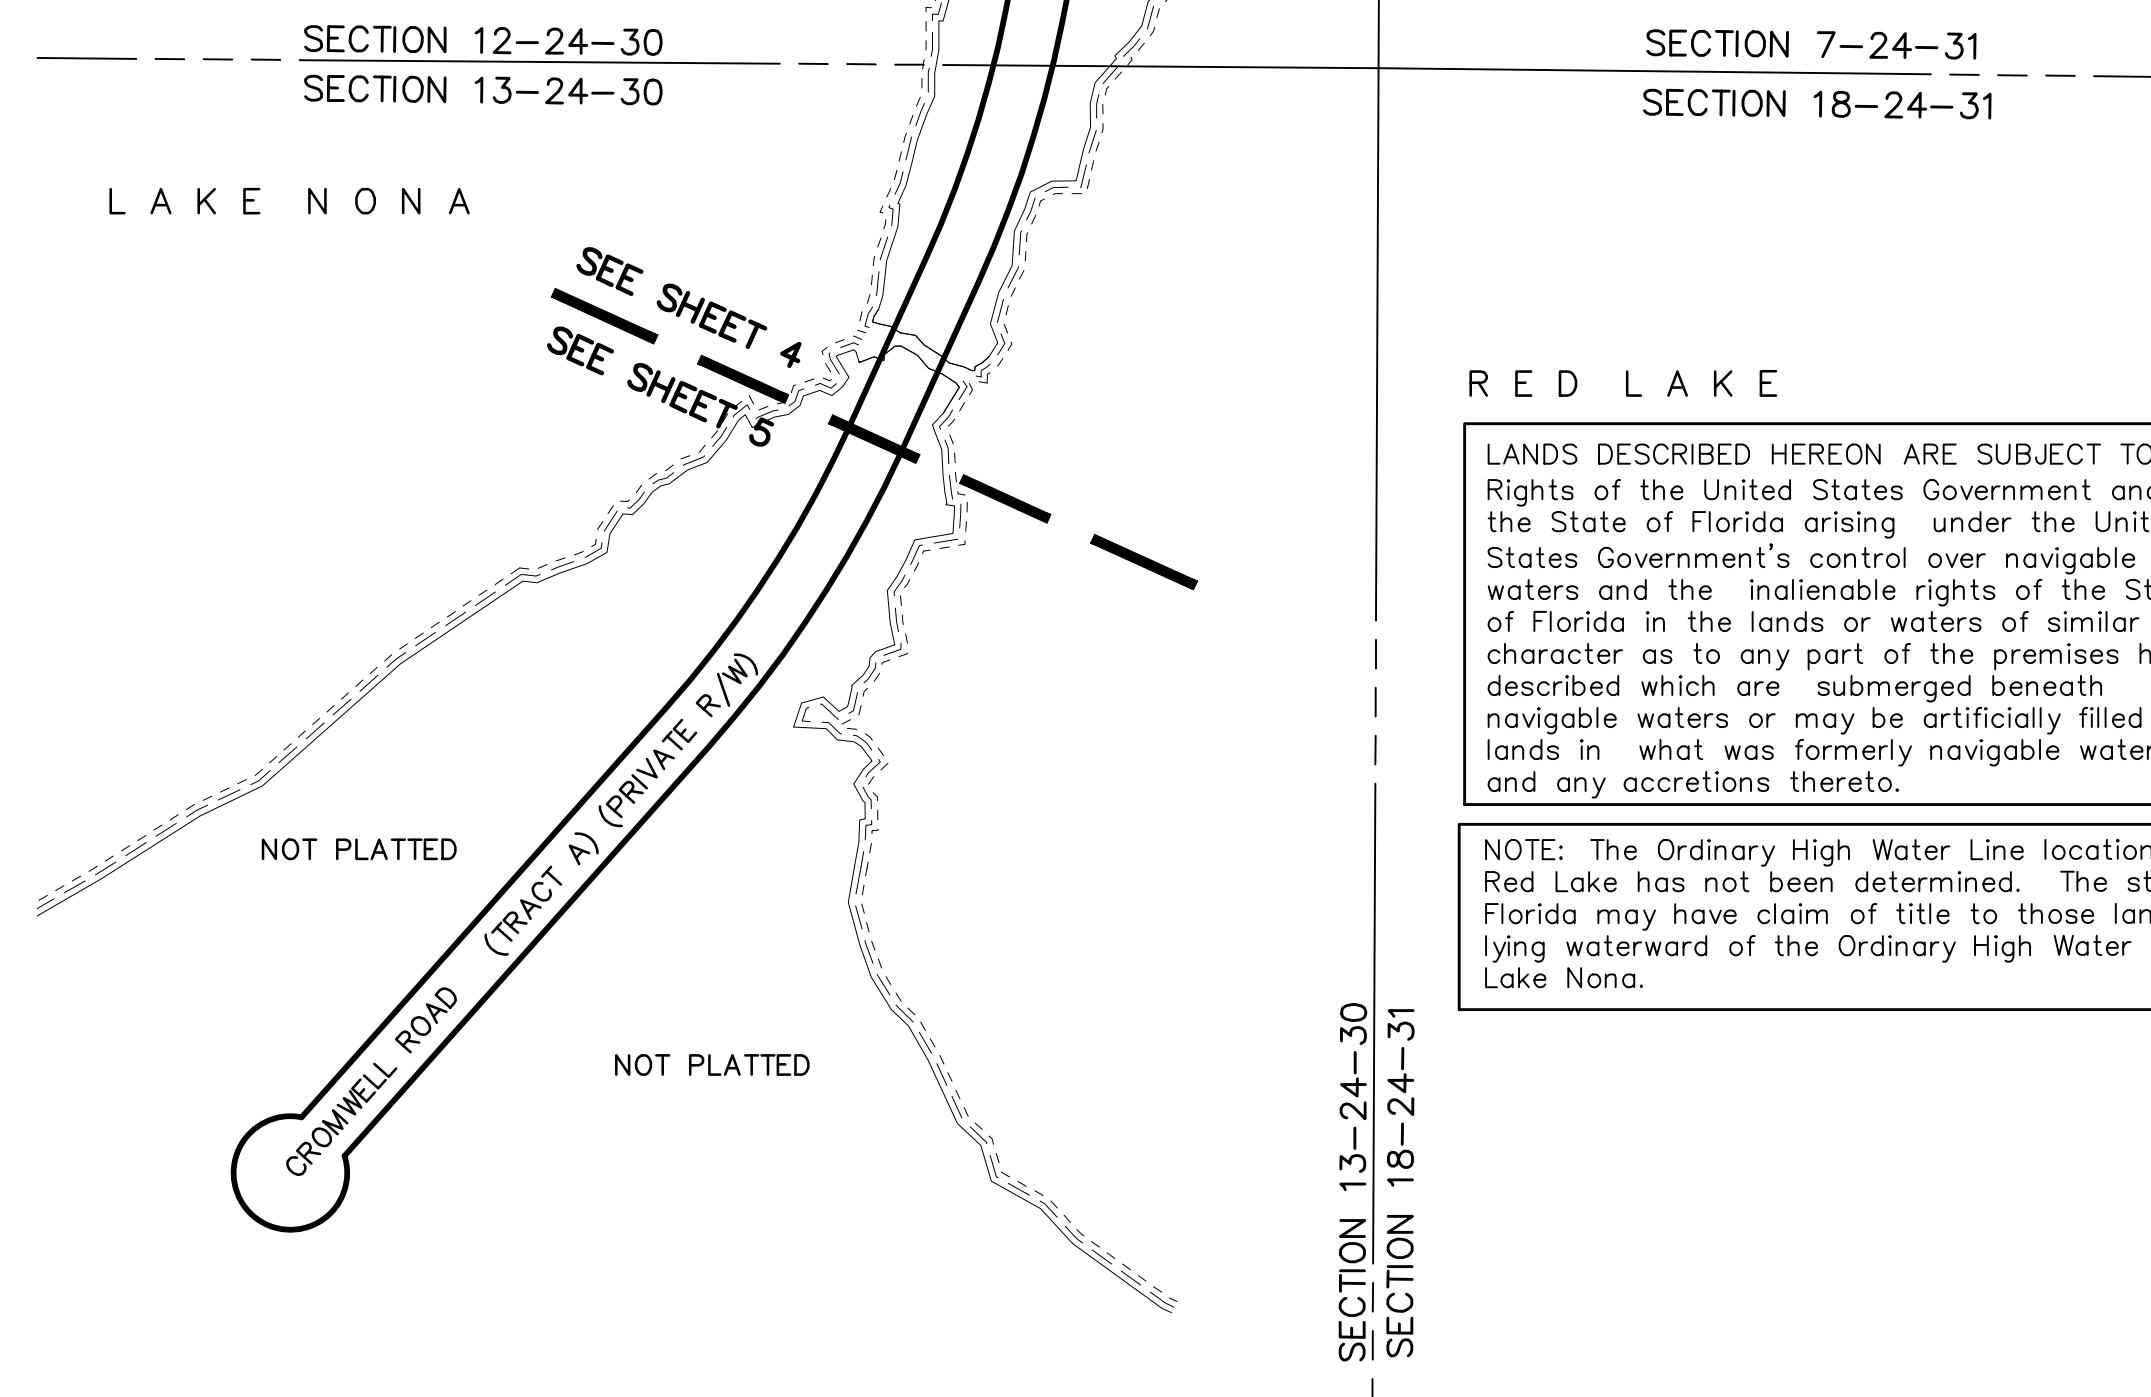 SECTION 12-24-30
SECTION 7-24-31
SECTION 13-24-30
SECTION 18-24-31
LAKE NONA
SEE SHEET 4
SEE SHEET 5
RED LAKE
LANDS DESCRIBED HEREON ARE SUBJECT TO
Rights of the United States Government and
the State of Florida arising under the
States Government's control over navigable
waters and the inalienable rights of the
of Florida in the lands or waters of similar
character as to any part of the premises
described which are submerged beneath
navigable waters or may be artificially filled
lands in what was formerly navigable
and any accretions thereto.
NOTE: The Ordinary High Water Line location
Red Lake has not been determined. The
Florida may have claim of title to those
lying waterward of the Ordinary High Water
Lake Nona.
NOT PLATTED
CROMWELL ROAD (TRACT A) (PRIVATE R/W)
NOT PLATTED
SECTION 13-24-30
SECTION 18-24-31